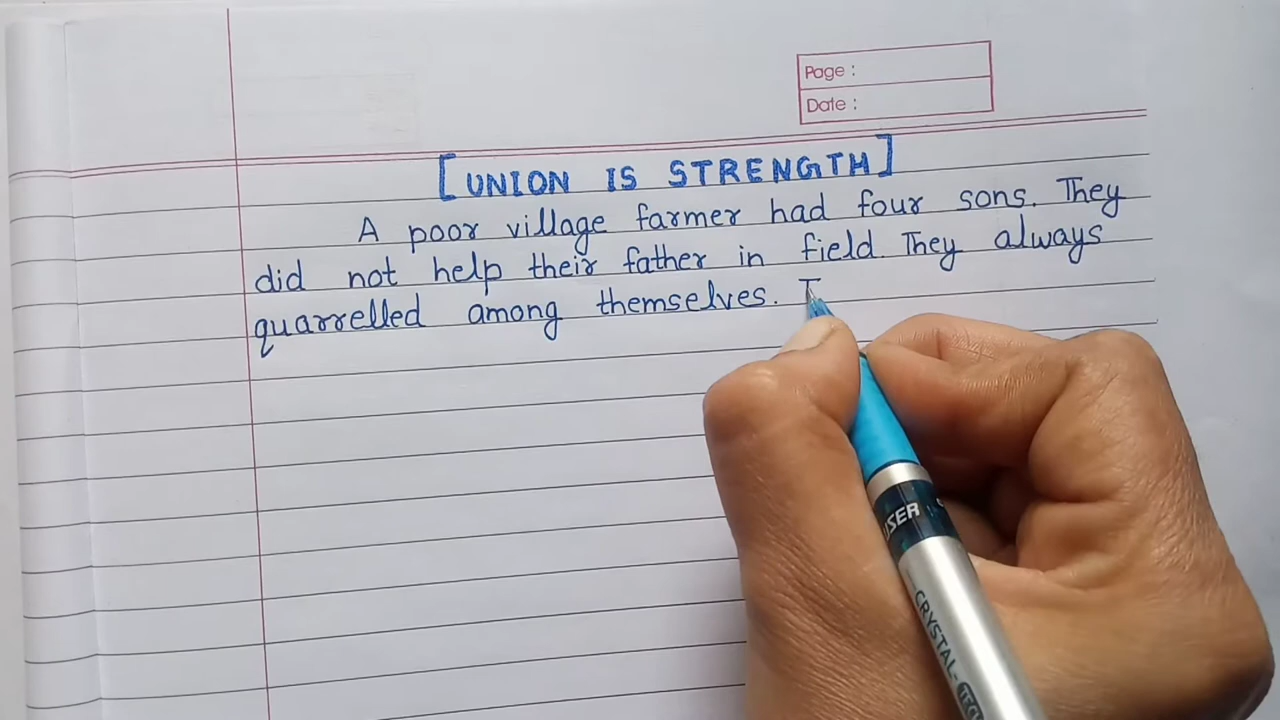 Page :
Date :
[UNION IS STRENGTH]
A poor village farmer had four sons. They
did not help their father in field. They always
quarrelled among themselves. T
USER
CRYSTAL-TEC